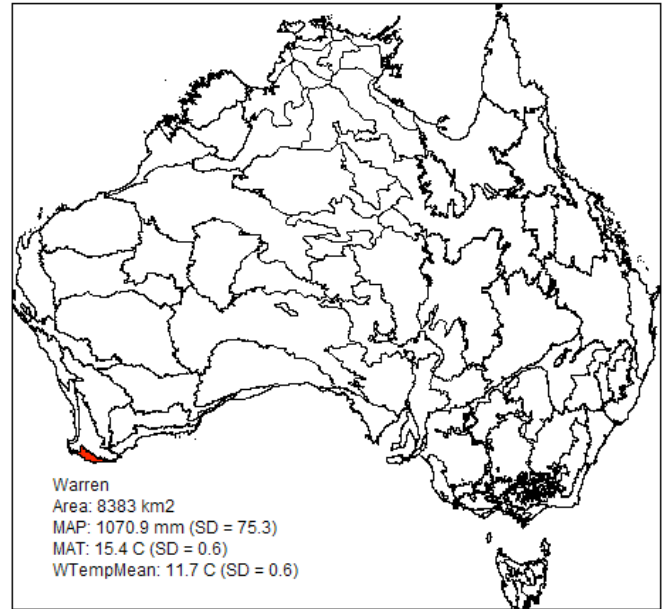 Warren
Area: 8383 km2
MAP: 1070.9 mm (SD = 75.3)
MAT: 15.4 C (SD = 0.6)
WTempMean: 11.7 C (SD = 0.6)